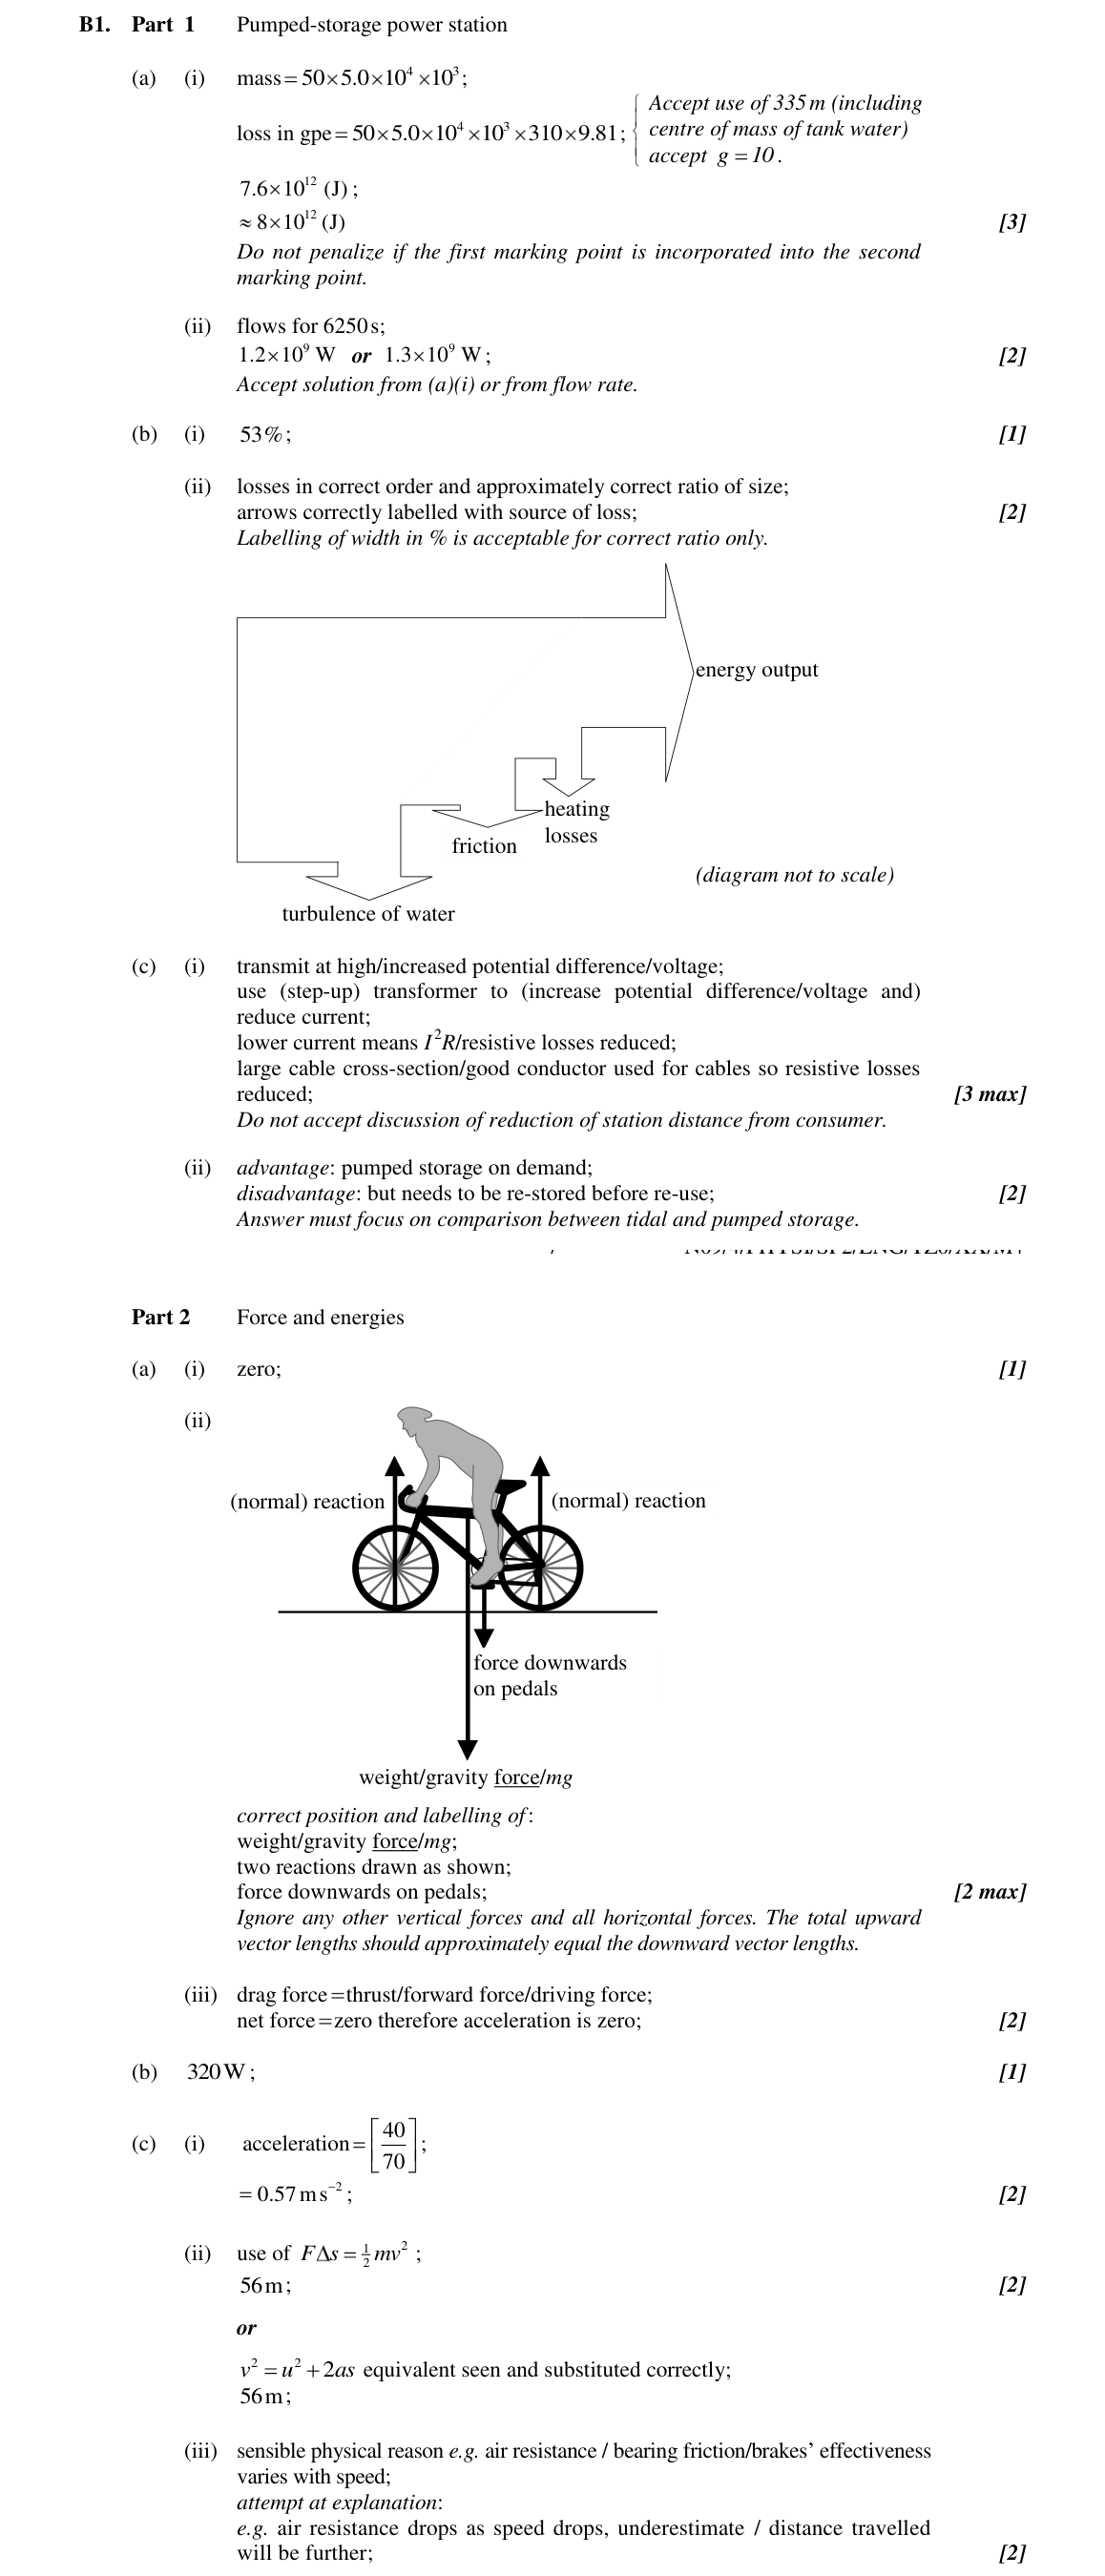 B1. Part 1 Pumped-storage power station
(a) (i) mass = 50×5.0×10⁴ ×10³;
loss in gpe = 50×5.0×10⁴ ×10³ ×310×9.81; { Accept use of 335 m (including
centre of mass of tank water)
accept g = 10.
7.6×10¹² (J);
≈ 8×10¹² (J) [3]
Do not penalize if the first marking point is incorporated into the second
marking point.
(ii) flows for 6250 s;
1.2×10⁹ W or 1.3×10⁹ W; [2]
Accept solution from (a)(i) or from flow rate.
(b) (i) 53%; [1]
(ii) losses in correct order and approximately correct ratio of size;
arrows correctly labelled with source of loss; [2]
Labelling of width in % is acceptable for correct ratio only.
energy output
heating
losses
friction
(diagram not to scale)
turbulence of water
(c) (i) transmit at high/increased potential difference/voltage;
use (step-up) transformer to (increase potential difference/voltage and)
reduce current;
lower current means I²R/resistive losses reduced;
large cable cross-section/good conductor used for cables so resistive losses
reduced; [3 max]
Do not accept discussion of reduction of station distance from consumer.
(ii) advantage: pumped storage on demand;
disadvantage: but needs to be re-stored before re-use; [2]
Answer must focus on comparison between tidal and pumped storage.
Part 2 Force and energies
(a) (i) zero; [1]
(ii)
(normal) reaction (normal) reaction
force downwards
on pedals
weight/gravity force/mg
correct position and labelling of:
weight/gravity force/mg;
two reactions drawn as shown;
force downwards on pedals; [2 max]
Ignore any other vertical forces and all horizontal forces. The total upward
vector lengths should approximately equal the downward vector lengths.
(iii) drag force = thrust/forward force/driving force;
net force = zero therefore acceleration is zero; [2]
(b) 320 W; [1]
(c) (i) acceleration = [40/70];
= 0.57 m s⁻²; [2]
(ii) use of FΔs = ½mv²;
56 m; [2]
or
v² = u² + 2as equivalent seen and substituted correctly;
56 m;
(iii) sensible physical reason e.g. air resistance / bearing friction/brakes' effectiveness
varies with speed;
attempt at explanation:
e.g. air resistance drops as speed drops, underestimate / distance travelled
will be further; [2]